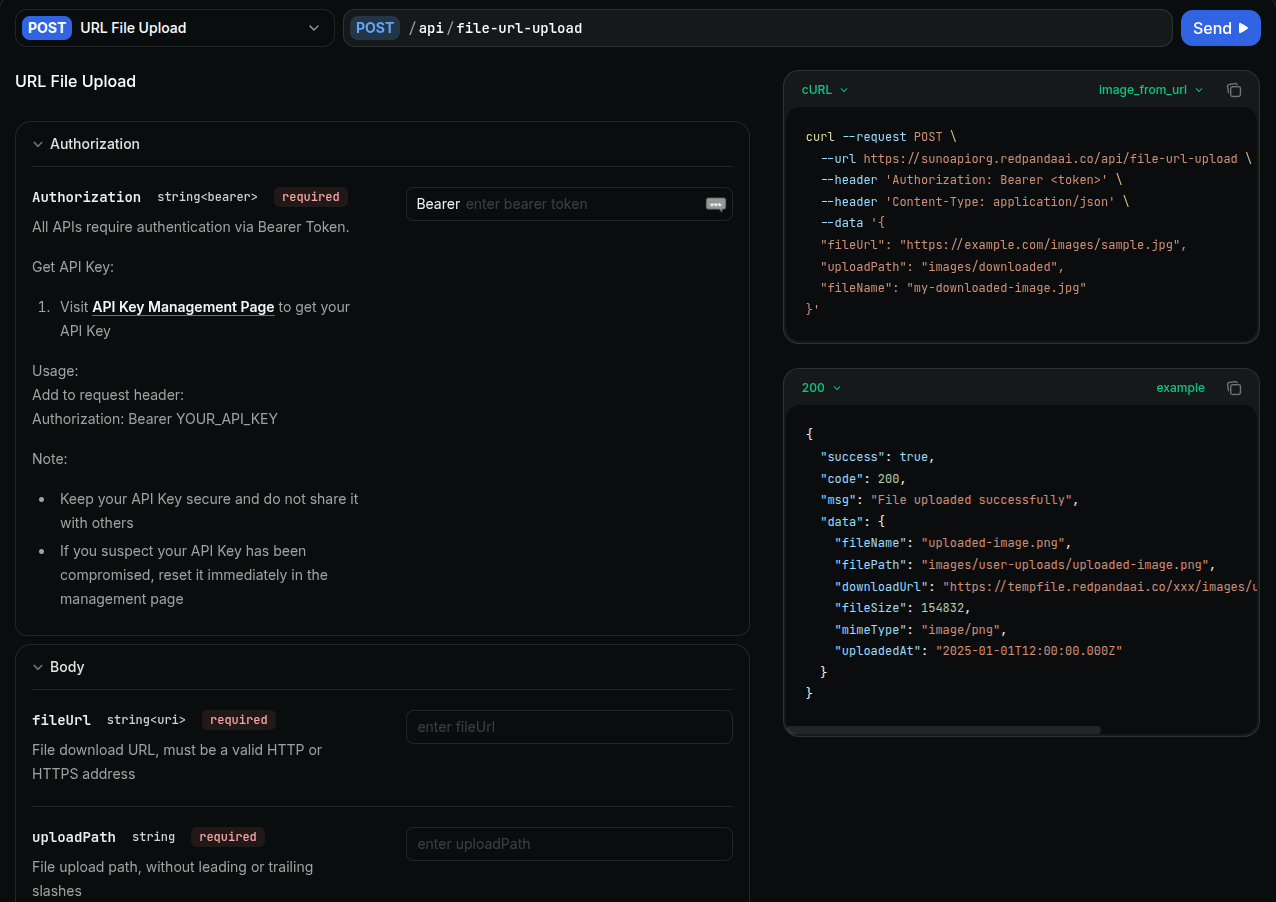 POST URL File Upload
POST /api/file-url-upload
Send
URL File Upload
Authorization
Authorization string<bearer> required
Bearer enter bearer token
All APIs require authentication via Bearer Token.
Get API Key:
1. Visit API Key Management Page to get your
API Key
Usage:
Add to request header:
Authorization: Bearer YOUR_API_KEY
Note:
• Keep your API Key secure and do not share it
with others
• If you suspect your API Key has been
compromised, reset it immediately in the
management page
Body
fileUrl string<uri> required
enter fileUrl
File download URL, must be a valid HTTP or
HTTPS address
uploadPath string required
enter uploadPath
File upload path, without leading or trailing
slashes
cURL image_from_url
curl --request POST \
--url https://sunoapiorg.redpandaai.co/api/file-url-upload \
--header 'Authorization: Bearer <token>' \
--header 'Content-Type: application/json' \
--data '{
"fileUrl": "https://example.com/images/sample.jpg",
"uploadPath": "images/downloaded",
"fileName": "my-downloaded-image.jpg"
}'
200 example
{
"success": true,
"code": 200,
"msg": "File uploaded successfully",
"data": {
"fileName": "uploaded-image.png",
"filePath": "images/user-uploads/uploaded-image.png",
"downloadUrl": "https://tempfile.redpandaai.co/xxx/images/u
"fileSize": 154832,
"mimeType": "image/png",
"uploadedAt": "2025-01-01T12:00:00.000Z"
}
}